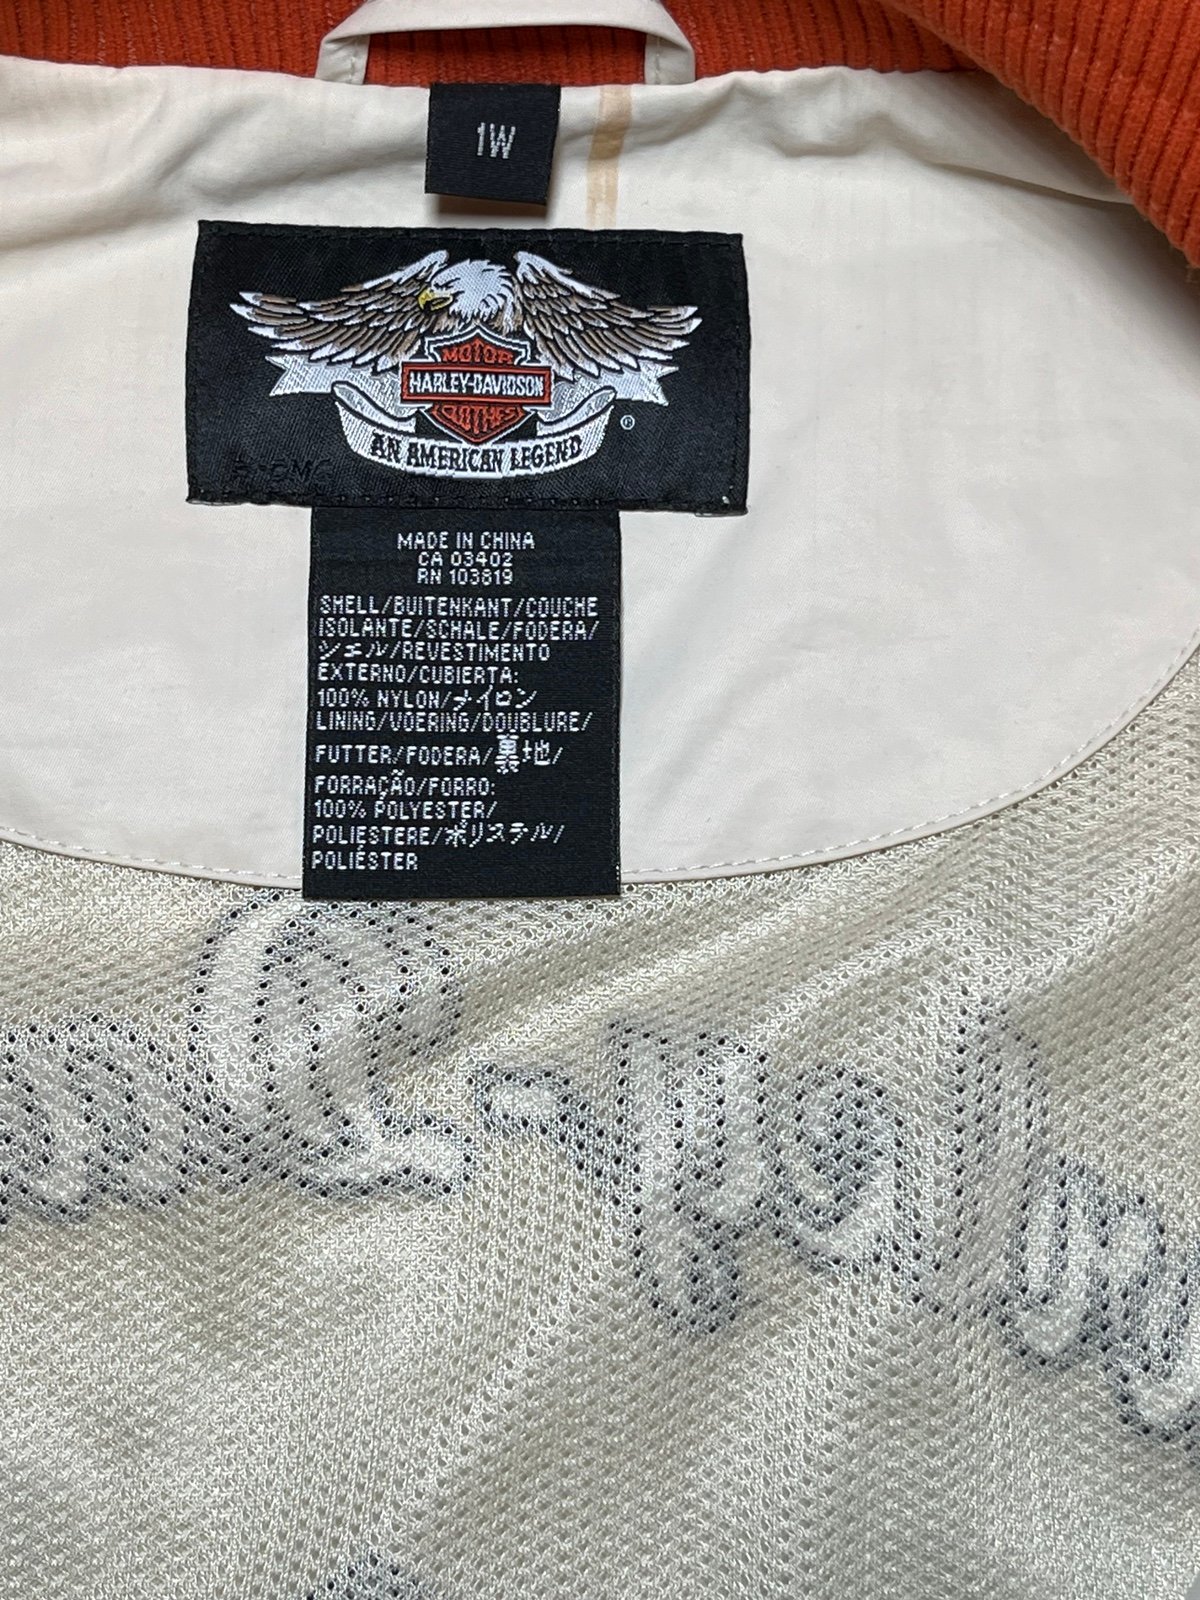 1W
MOTOR
HARLEY-DAVIDSON
CLOTHES
AN AMERICAN LEGEND
®
MADE IN CHINA
CA 03402
RN 103819
SHELL/BUITENKANT/COUCHE
ISOLANTE/SCHALE/FODERA/
シェル/REVESTIMENTO
EXTERNO/CUBIERTA:
100% NYLON/ナイロン
LINING/VOERING/DOUBLURE/
FUTTER/FODERA/裏地/
FORRAÇÃO/FORRO:
100% POLYESTER/
POLIESTERE/ポリステル/
POLIÉSTER